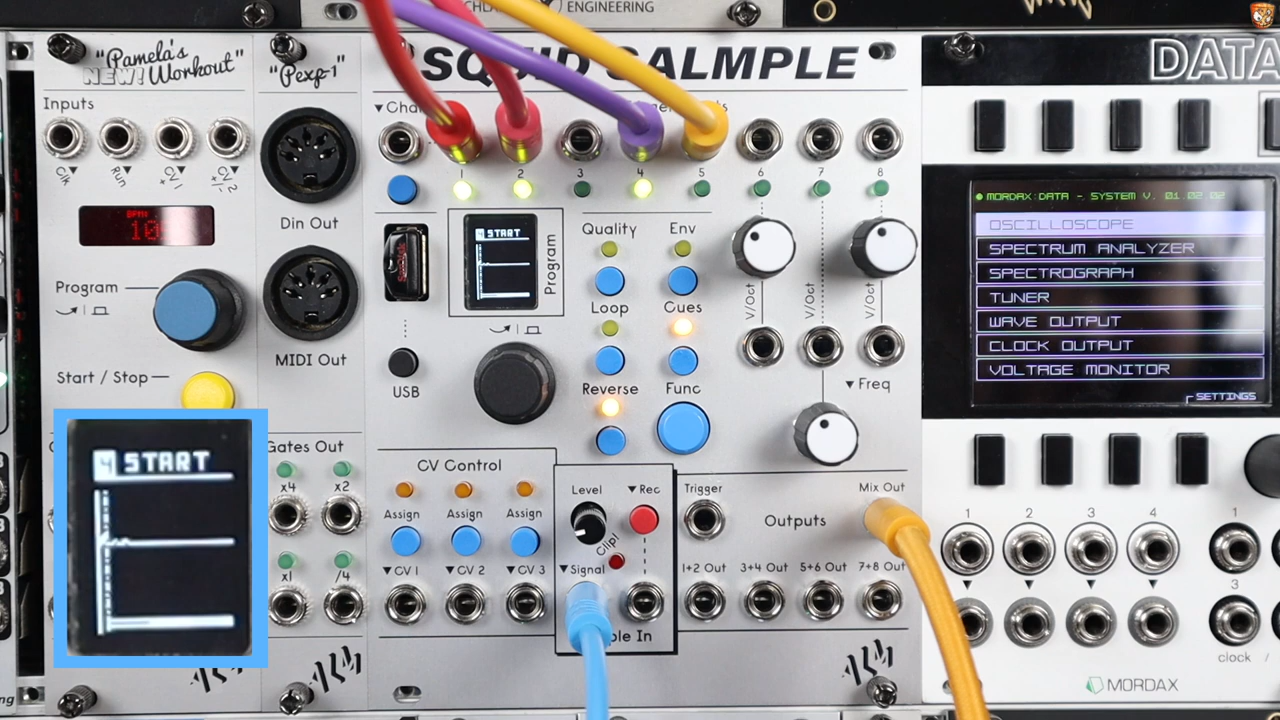 ENGINEERING
"Pamela's
NEW! Workout"
"Pexp-1"
SQUID SALMPLE
DATA
Inputs
Clk
Run
CV 1
1
2
3
4
5
6
7
8
BPM:
10
Din Out
MIDI Out
Program
Start / Stop
Gates Out
x4
x2
x1
/4
4 START
4 START
Program
USB
Quality
Env
Loop
Cues
Reverse
Func
V/Oct
V/Oct
V/Oct
Freq
CV Control
Assign
Assign
Assign
CV 1
CV 2
CV 3
Level
Rec
Clip!
Signal
Trigger
Outputs
Mix Out
1+2 Out
3+4 Out
5+6 Out
7+8 Out
MORDAX:DATA - SYSTEM V. 01.02.02
OSCILLOSCOPE
SPECTRUM ANALYZER
SPECTROGRAPH
TUNER
WAVE OUTPUT
CLOCK OUTPUT
VOLTAGE MONITOR
SETTINGS
1
2
3
4
1
3
clock /
MORDAX